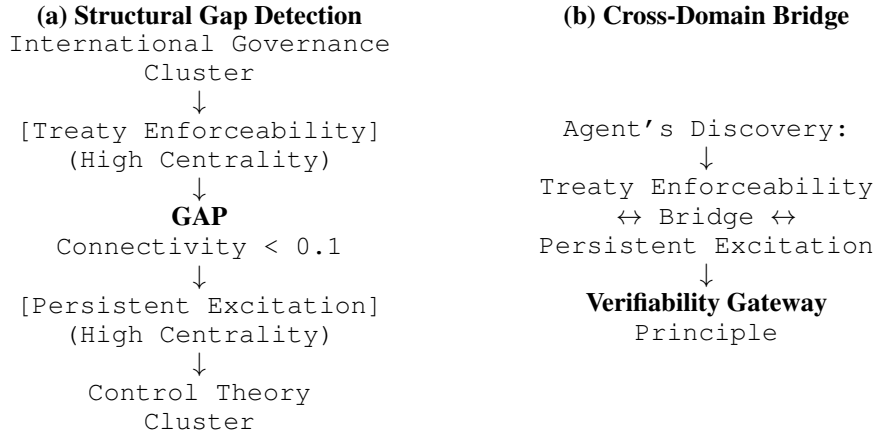 (a) Structural Gap Detection
International Governance
Cluster
↓
[Treaty Enforceability]
(High Centrality)
↓
GAP
Connectivity < 0.1
↓
[Persistent Excitation]
(High Centrality)
↓
Control Theory
Cluster
(b) Cross-Domain Bridge
Agent's Discovery:
↓
Treaty Enforceability
↔ Bridge ↔
Persistent Excitation
↓
Verifiability Gateway
Principle